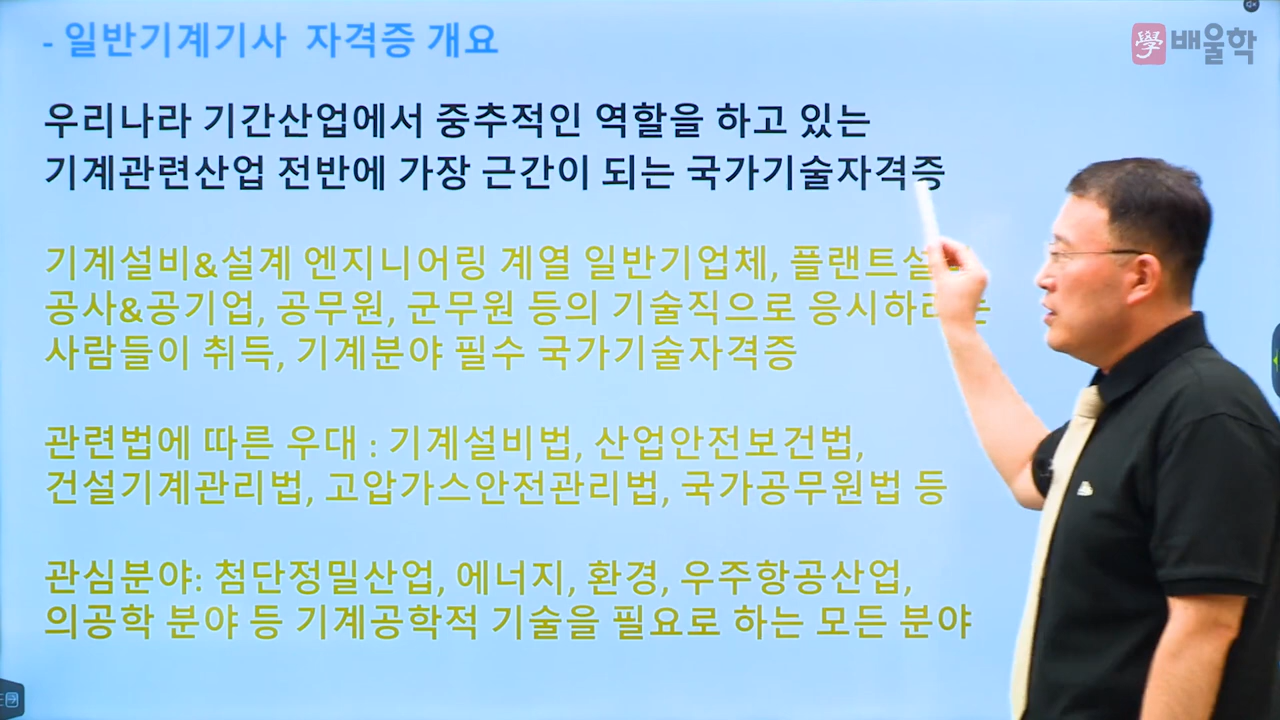 - 일반기계기사 자격증 개요
學 배울학
우리나라 기간산업에서 중추적인 역할을 하고 있는
기계관련산업 전반에 가장 근간이 되는 국가기술자격증
기계설비&설계 엔지니어링 계열 일반기업체, 플랜트설
공사&공기업, 공무원, 군무원 등의 기술직으로 응시하려는
사람들이 취득, 기계분야 필수 국가기술자격증
관련법에 따른 우대 : 기계설비법, 산업안전보건법,
건설기계관리법, 고압가스안전관리법, 국가공무원법 등
관심분야: 첨단정밀산업, 에너지, 환경, 우주항공산업,
의공학 분야 등 기계공학적 기술을 필요로 하는 모든 분야